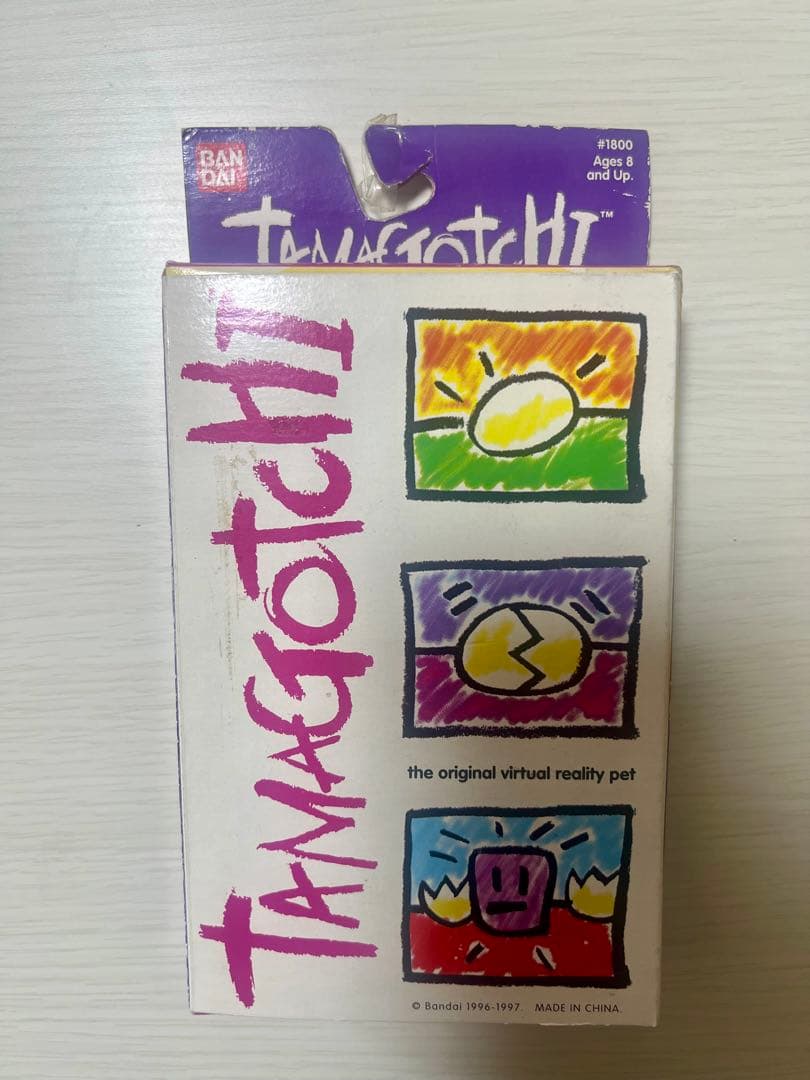 BAN
DAI
#1800
Ages 8
and Up.
TAMAGOTCHI™
TAMAGOTCHI
the original virtual reality pet
© Bandai 1996-1997. MADE IN CHINA.